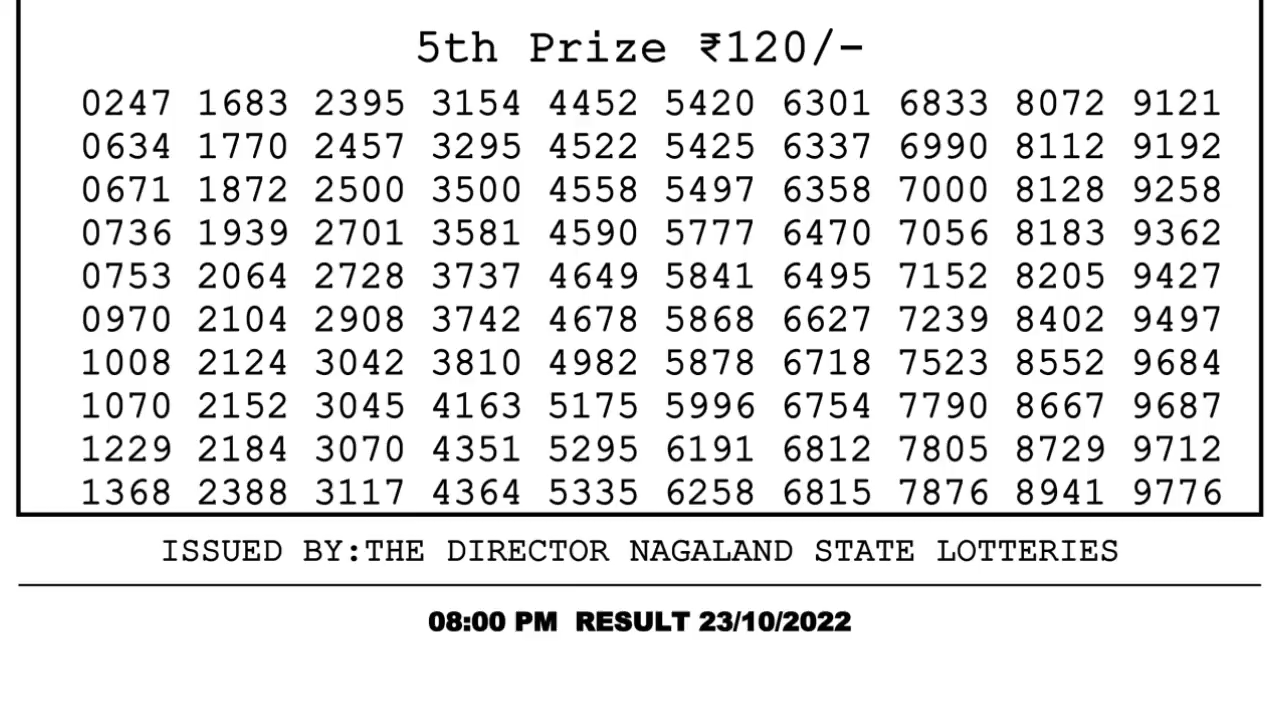 5th Prize ₹120/-
0247 1683 2395 3154 4452 5420 6301 6833 8072 9121
0634 1770 2457 3295 4522 5425 6337 6990 8112 9192
0671 1872 2500 3500 4558 5497 6358 7000 8128 9258
0736 1939 2701 3581 4590 5777 6470 7056 8183 9362
0753 2064 2728 3737 4649 5841 6495 7152 8205 9427
0970 2104 2908 3742 4678 5868 6627 7239 8402 9497
1008 2124 3042 3810 4982 5878 6718 7523 8552 9684
1070 2152 3045 4163 5175 5996 6754 7790 8667 9687
1229 2184 3070 4351 5295 6191 6812 7805 8729 9712
1368 2388 3117 4364 5335 6258 6815 7876 8941 9776
ISSUED BY:THE DIRECTOR NAGALAND STATE LOTTERIES
08:00 PM RESULT 23/10/2022